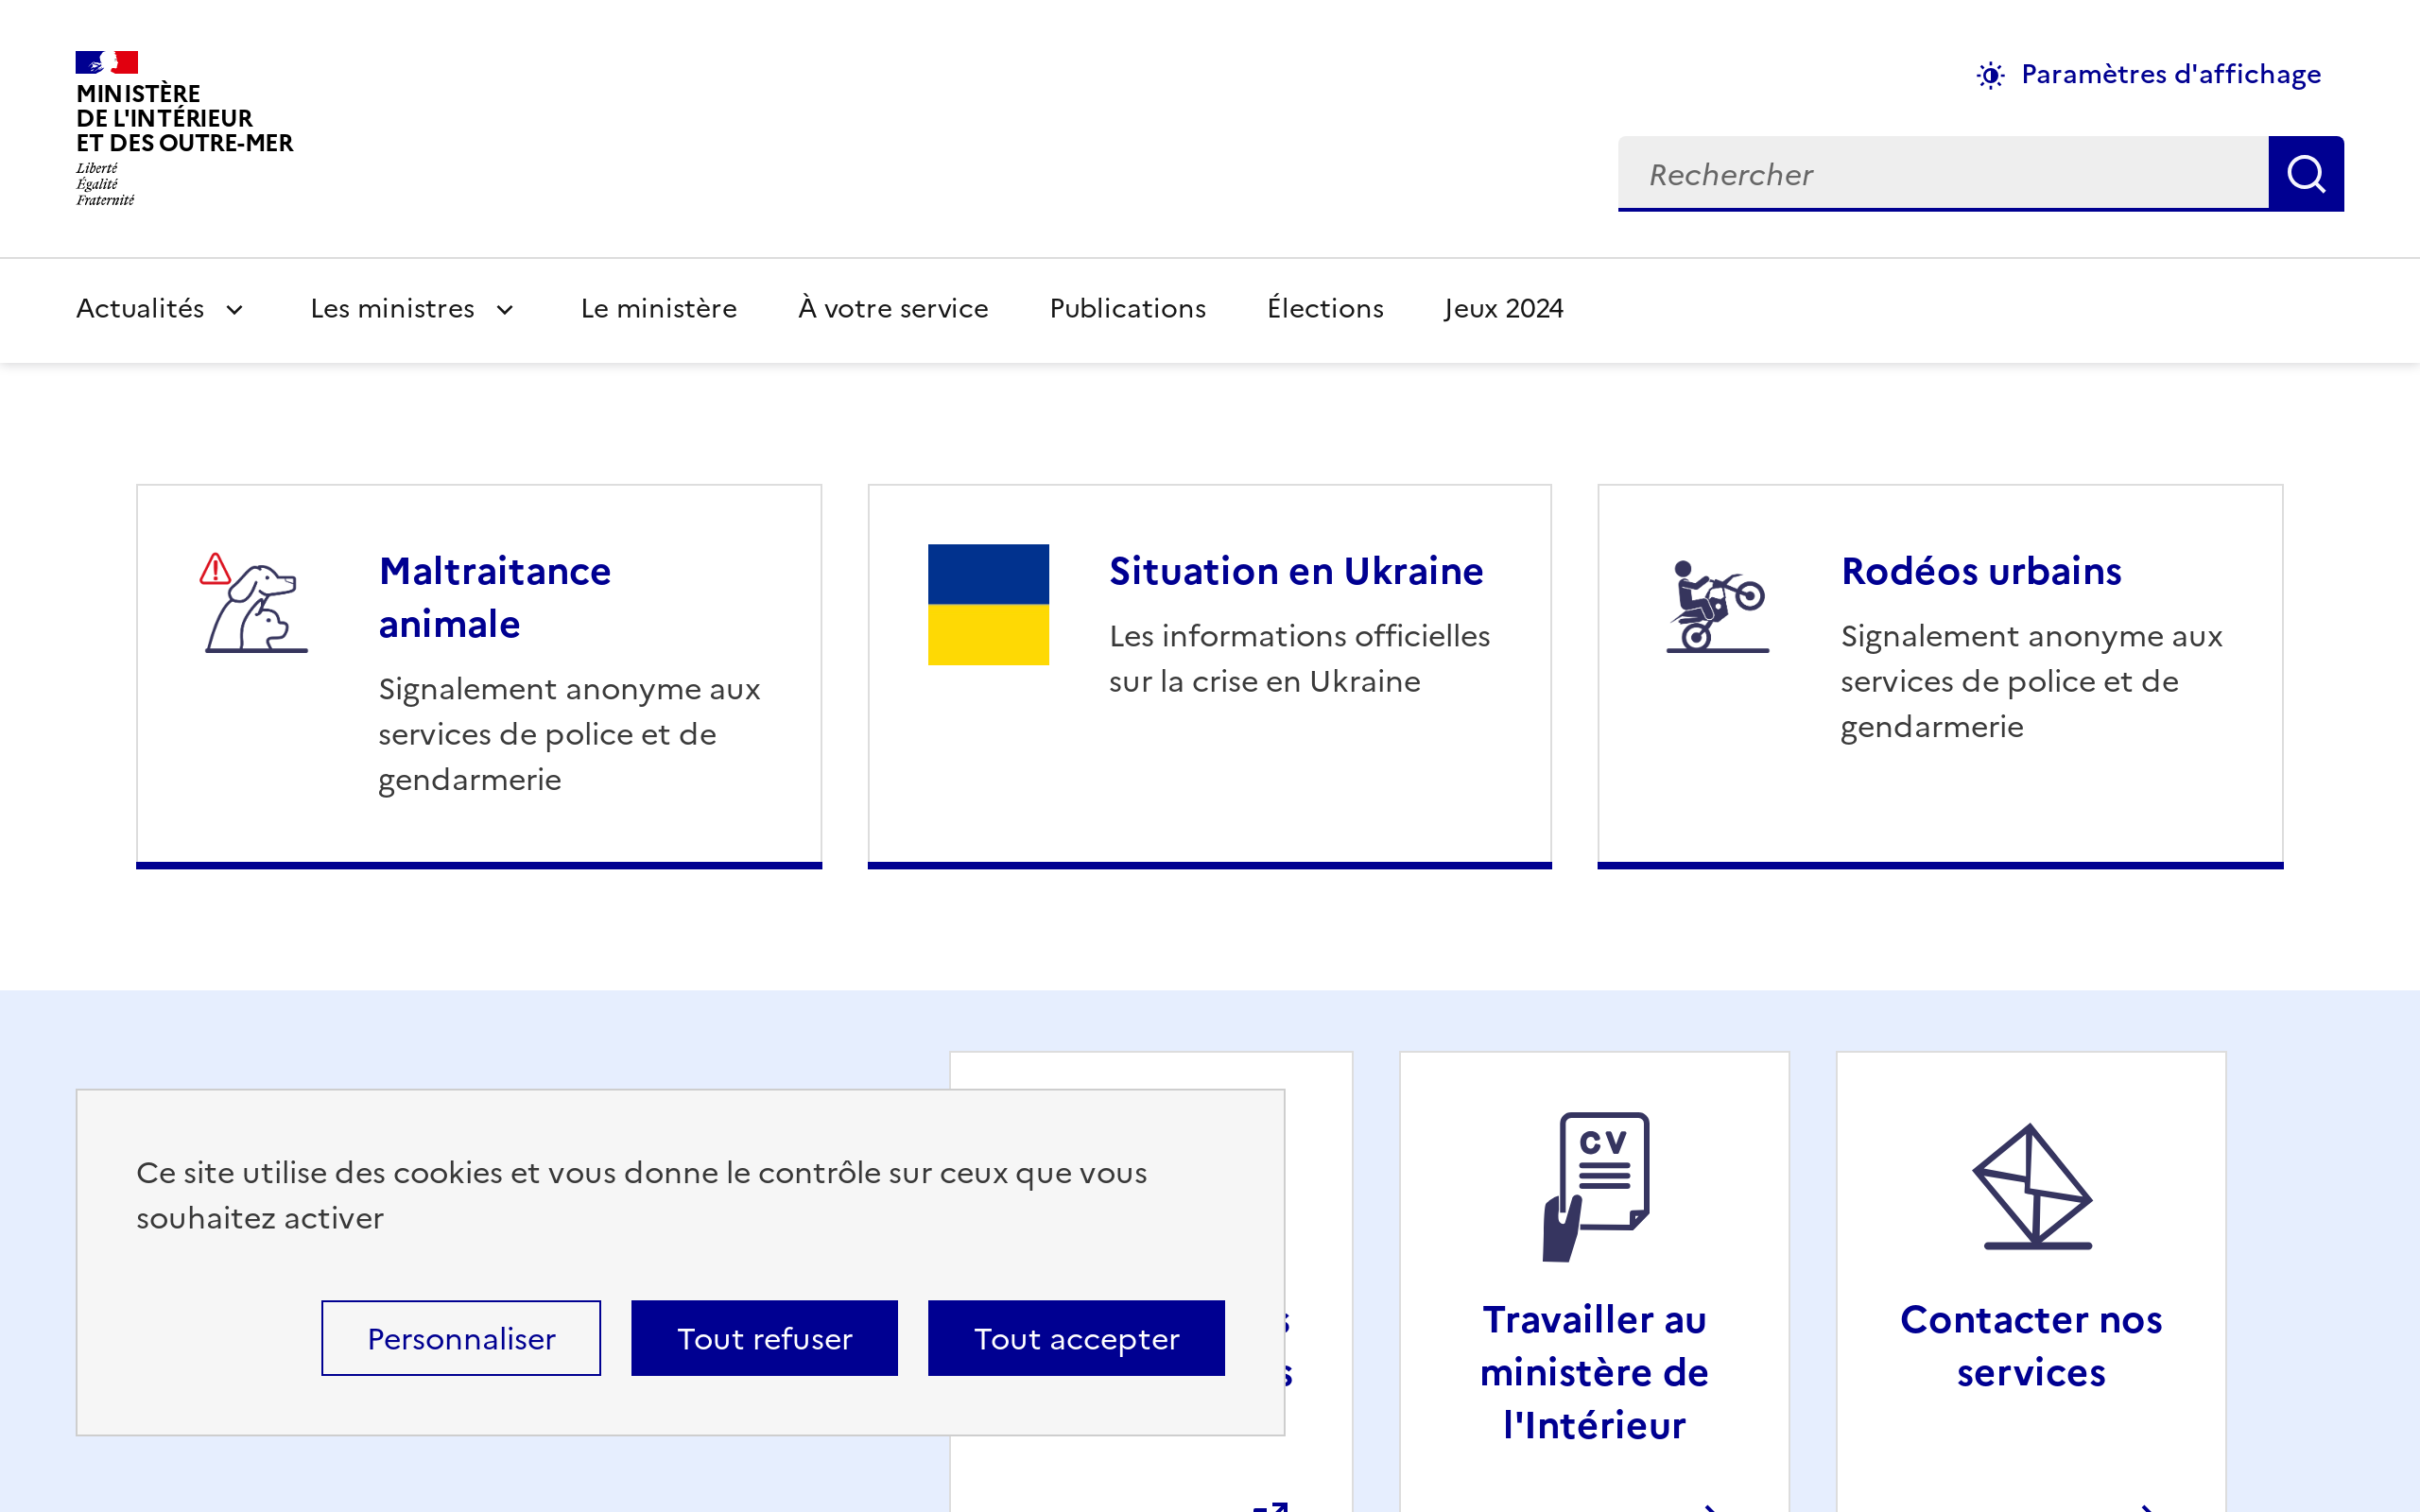 MINISTÈRE
DE L'INTÉRIEUR
ET DES OUTRE-MER
Liberté
Égalité
Fraternité
Paramètres d'affichage
Rechercher
Actualités
Les ministres
Le ministère
À votre service
Publications
Élections
Jeux 2024
Maltraitance
animale
Signalement anonyme aux
services de police et de
gendarmerie
Situation en Ukraine
Les informations officielles
sur la crise en Ukraine
Rodéos urbains
Signalement anonyme aux
services de police et de
gendarmerie
Ce site utilise des cookies et vous donne le contrôle sur ceux que vous
souhaitez activer
Personnaliser
Tout refuser
Tout accepter
CV
Travailler au
ministère de
l'Intérieur
Contacter nos
services